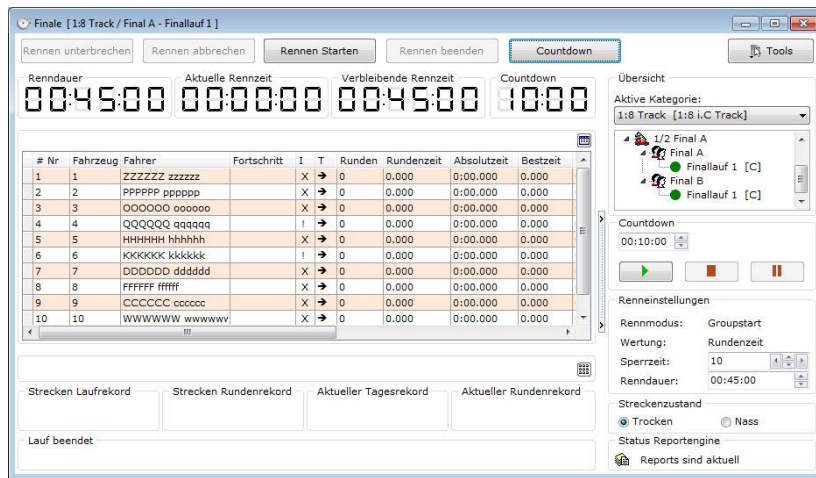 Finale [1:8 Track / Final A - Finallauf 1 ]
Rennen unterbrechen Rennen abbrechen Rennen Starten Rennen beenden Countdown Tools
Renndauer Aktuelle Rennzeit Verbleibende Rennzeit Countdown
00:45:00 00:00:00 00:45:00 10:00
# Nr Fahrzeug Fahrer Fortschritt I T Runden Rundenzeit Absolutzeit Bestzeit
1 1 ZZZZZZ zzzzzz X ➔ 0 0.000 0:00.000 0.000
2 2 PPPPPP pppppp X ➔ 0 0.000 0:00.000 0.000
3 3 OOOOOO oooooo X ➔ 0 0.000 0:00.000 0.000
4 4 QQQQQQ qqqqqq ! ➔ 0 0.000 0:00.000 0.000
5 5 HHHHHH hhhhhh X ➔ 0 0.000 0:00.000 0.000
6 6 KKKKKK kkkkkk ! ➔ 0 0.000 0:00.000 0.000
7 7 DDDDDD dddddd X ➔ 0 0.000 0:00.000 0.000
8 8 FFFFFF ffffff X ➔ 0 0.000 0:00.000 0.000
9 9 CCCCCC cccccc X ➔ 0 0.000 0:00.000 0.000
10 10 WWWWWW wwwwww X ➔ 0 0.000 0:00.000 0.000
Strecken Laufrekord Strecken Rundenrekord Aktueller Tagesrekord Aktueller Rundenrekord
Lauf beendet
Übersicht
Aktive Kategorie:
1:8 Track [1:8 i.C Track]
1/2 Final A
Final A
Finallauf 1 [C]
Final B
Finallauf 1 [C]
Countdown
00:10:00
Renneinstellungen
Rennmodus: Groupstart
Wertung: Rundenzeit
Sperrzeit: 10
Renndauer: 00:45:00
Streckenzustand
Trocken Nass
Status Reportengine
Reports sind aktuell